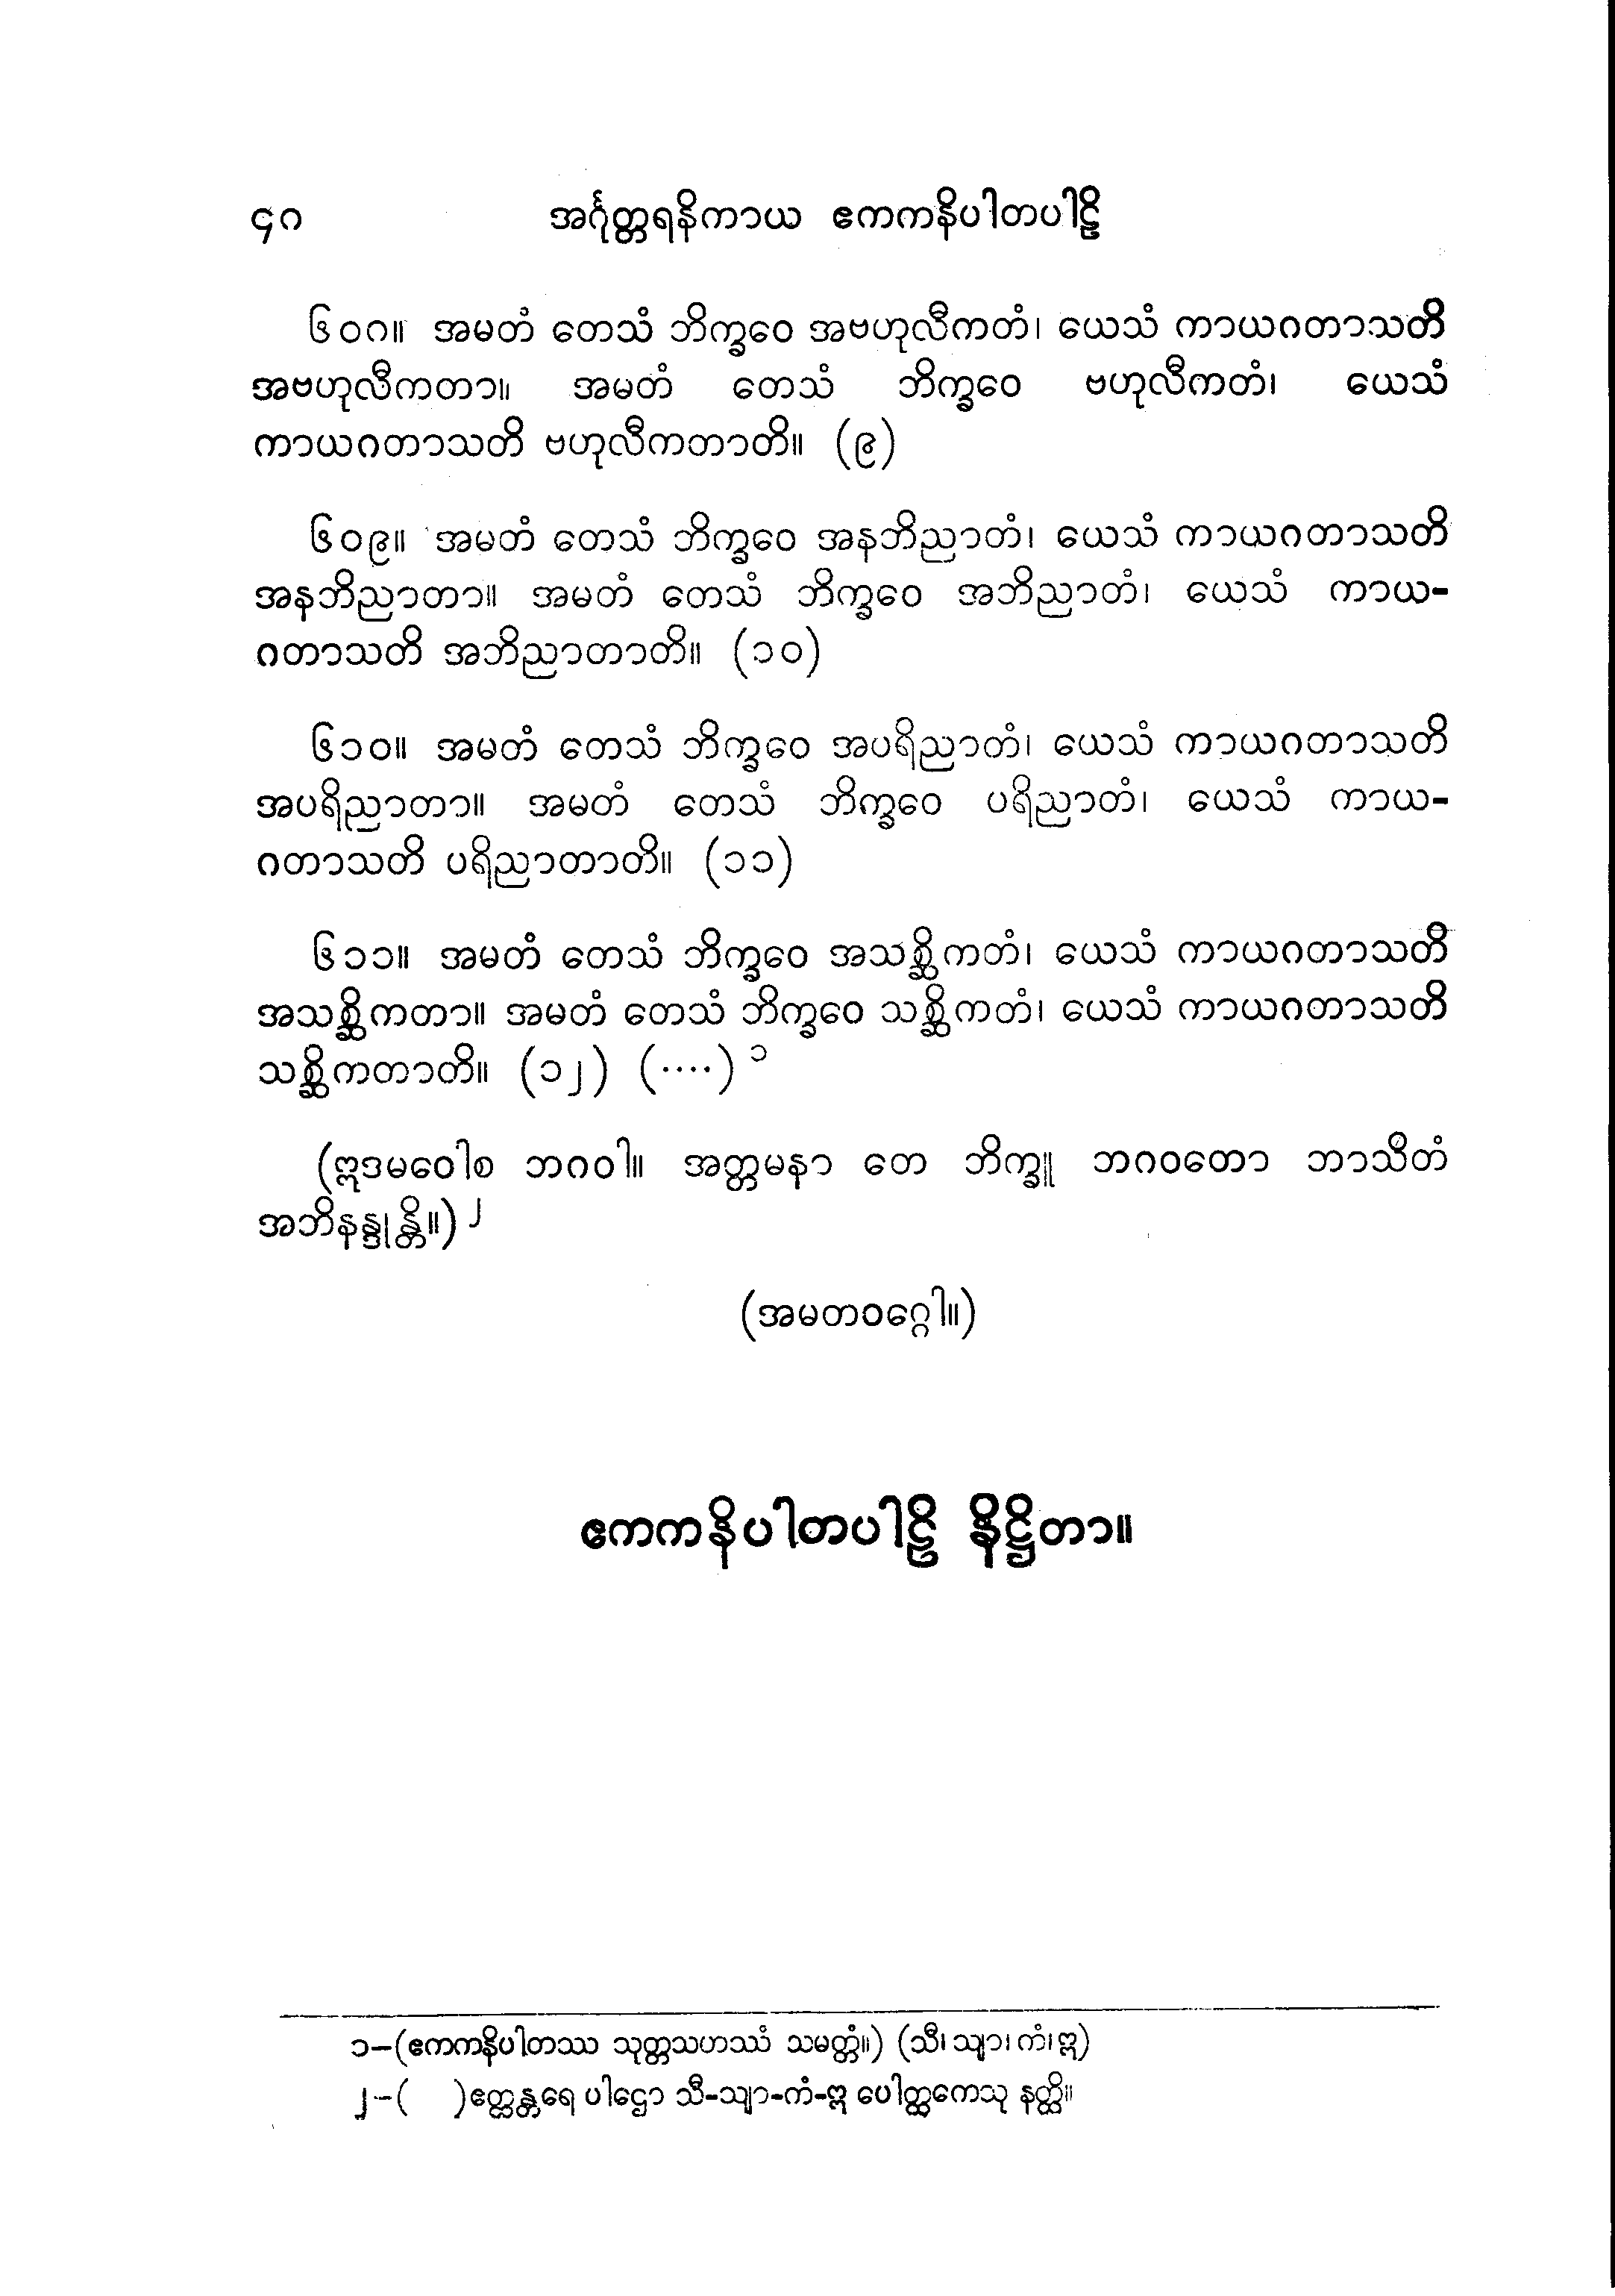 ၄၈ အင်္ဂုတ္တရနိကာယ ဧကကနိပါတပါဠိ
၆၀၈။ အမတံ တေသံ ဘိက္ခဝေ အဗဟုလီကတံ၊ ယေသံ ကာယဂတာသတိ
အဗဟုလီကတာ။ အမတံ တေသံ ဘိက္ခဝေ ဗဟုလီကတံ၊ ယေသံ
ကာယဂတာသတိ ဗဟုလီကတာတိ။ (၉)
၆၀၉။ အမတံ တေသံ ဘိက္ခဝေ အနဘိညာတံ၊ ယေသံ ကာယဂတာသတိ
အနဘိညာတာ။ အမတံ တေသံ ဘိက္ခဝေ အဘိညာတံ၊ ယေသံ ကာယ-
ဂတာသတိ အဘိညာတာတိ။ (၁၀)
၆၁၀။ အမတံ တေသံ ဘိက္ခဝေ အပရိညာတံ၊ ယေသံ ကာယဂတာသတိ
အပရိညာတာ။ အမတံ တေသံ ဘိက္ခဝေ ပရိညာတံ၊ ယေသံ ကာယ-
ဂတာသတိ ပရိညာတာတိ။ (၁၁)
၆၁၁။ အမတံ တေသံ ဘိက္ခဝေ အသစ္ဆိကတံ၊ ယေသံ ကာယဂတာသတိ
အသစ္ဆိကတာ။ အမတံ တေသံ ဘိက္ခဝေ သစ္ဆိကတံ၊ ယေသံ ကာယဂတာသတိ
သစ္ဆိကတာတိ။ (၁၂) (....) ၁
(ဣဒမဝေါစ ဘဂဝါ။ အတ္တမနာ တေ ဘိက္ခူ ဘဂဝတော ဘာသိတံ
အဘိနန္ဒုန္တိ။) ၂
(အမတဝဂ္ဂေါ။)
ဧကကနိပါတပါဠိ နိဋ္ဌိတာ။
၁–(ဧကကနိပါတဿ သုတ္တသဟဿံ သမတ္တံ။) (သီ၊ သျာ၊ ကံ၊ ဣ)
၂–( )ဧတ္ထန္တရေ ပါဌော သီ-သျာ-ကံ-ဣ ပေါတ္ထကေသု နတ္ထိ။